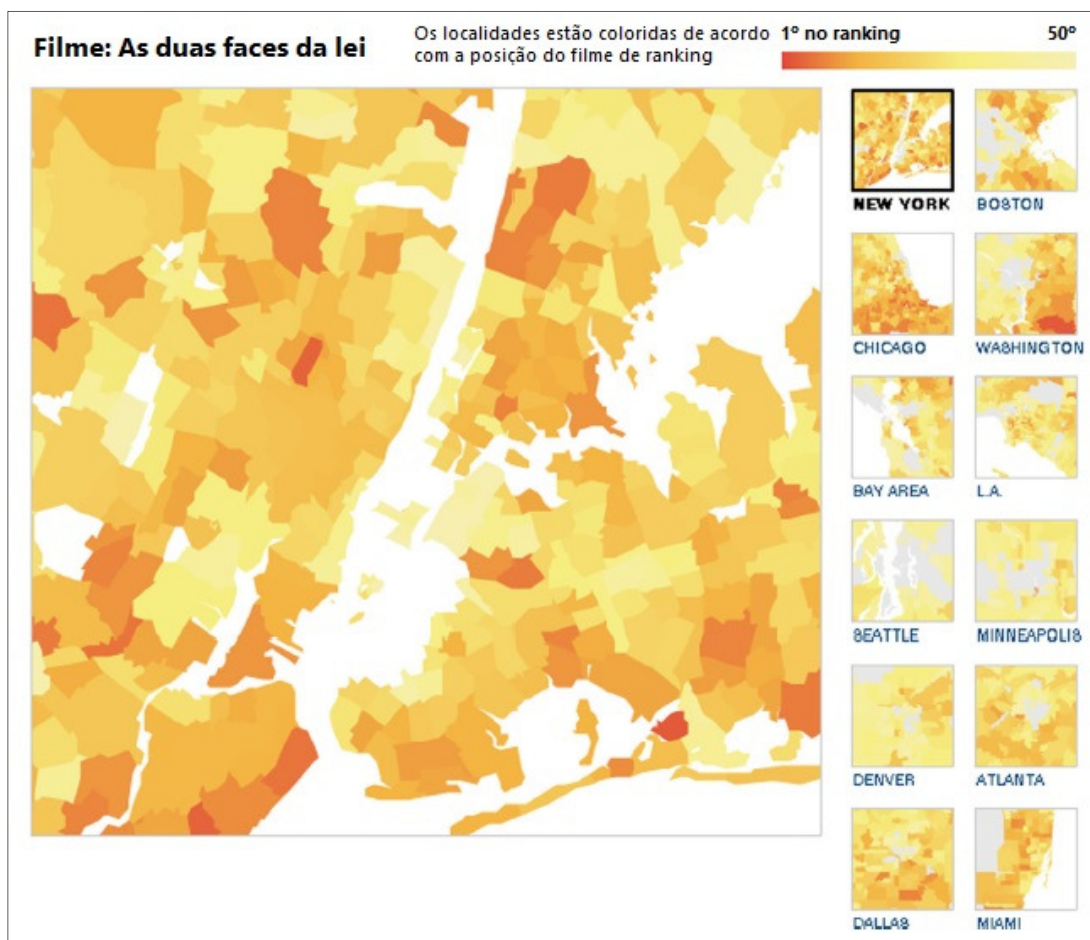 Filme: As duas faces da lei
Os localidades estão coloridas de acordo
com a posição do filme de ranking
1º no ranking 50º
NEW YORK BOSTON
CHICAGO WASHINGTON
BAY AREA L.A.
SEATTLE MINNEAPOLIS
DENVER ATLANTA
DALLAS MIAMI